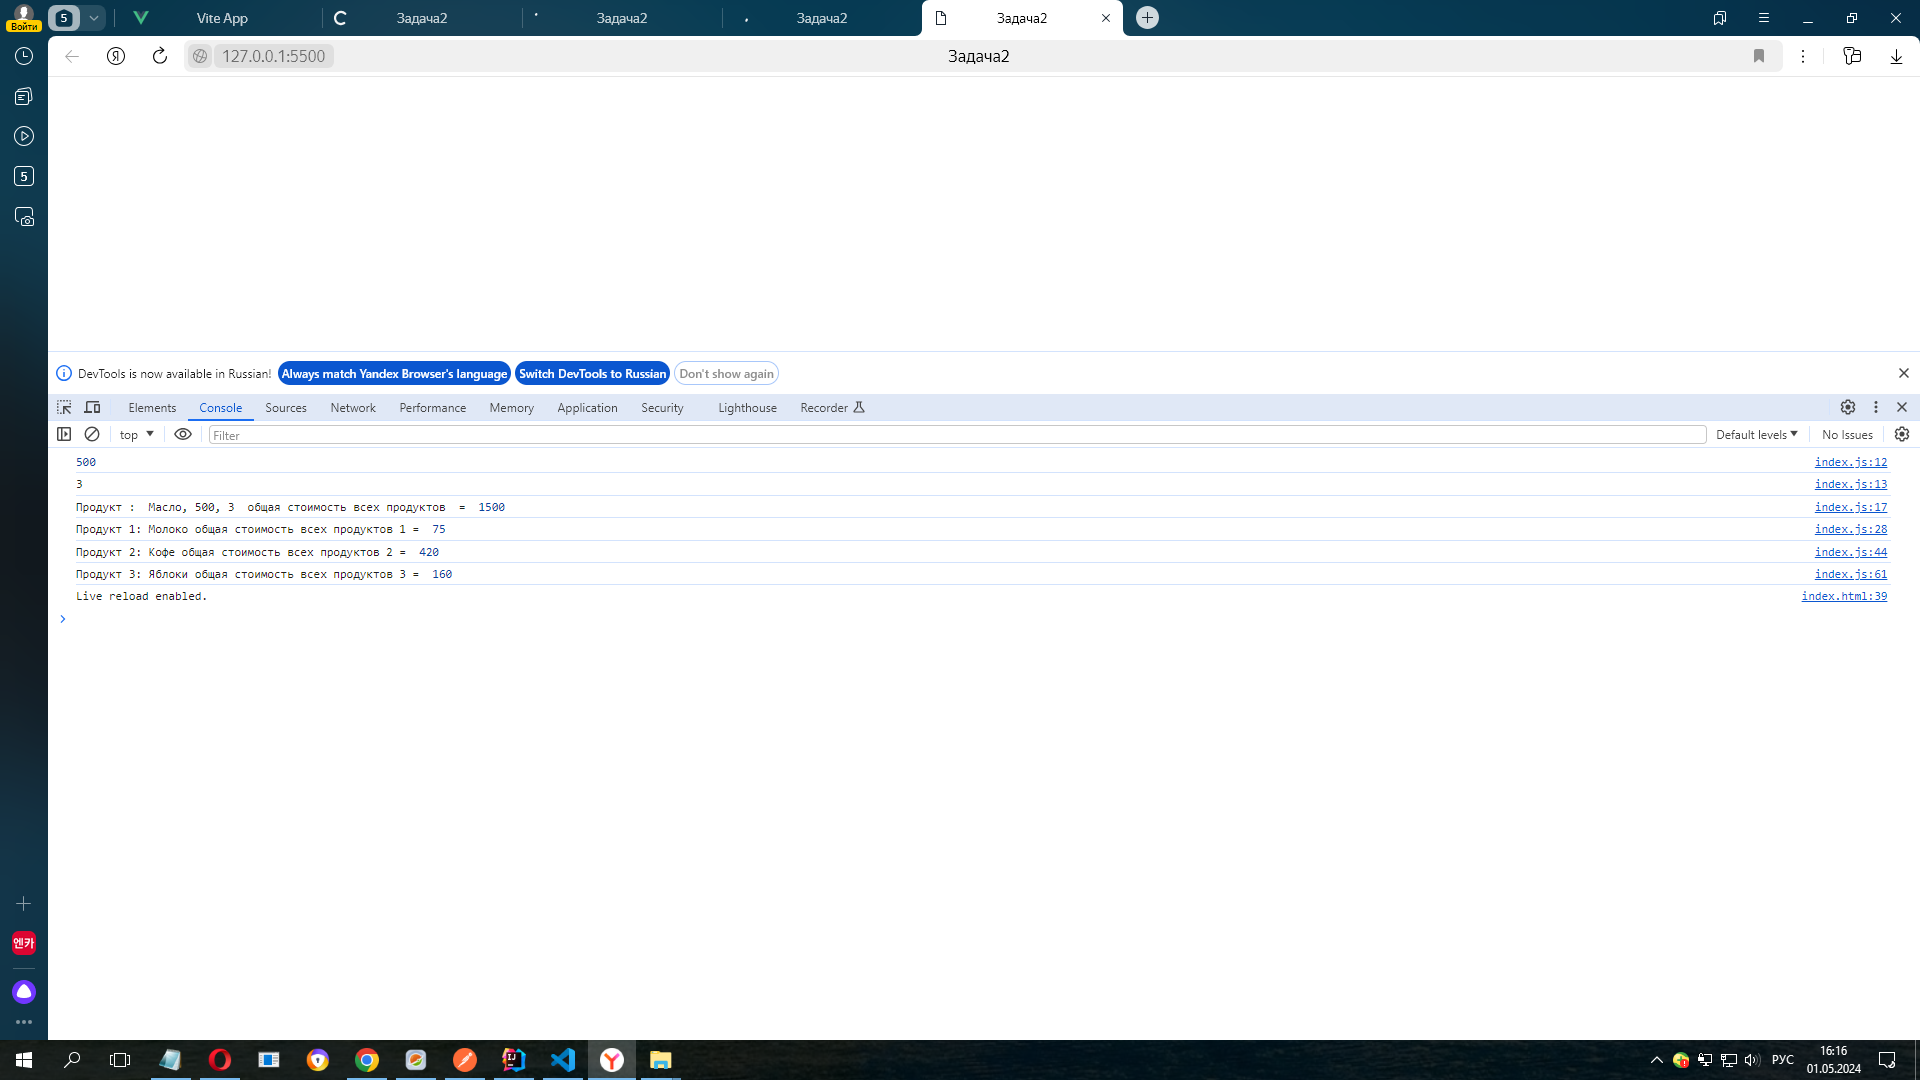 Войти
5
Vite App
Задача2
Задача2
Задача2
Задача2
127.0.0.1:5500
Задача2
5
DevTools is now available in Russian!
Always match Yandex Browser's language
Switch DevTools to Russian
Don't show again
Elements
Console
Sources
Network
Performance
Memory
Application
Security
Lighthouse
Recorder
top
Filter
Default levels
No Issues
500 index.js:12
3 index.js:13
Продукт :  Масло, 500, 3  общая стоимость всех продуктов  =  1500 index.js:17
Продукт 1: Молоко общая стоимость всех продуктов 1 =  75 index.js:28
Продукт 2: Кофе общая стоимость всех продуктов 2 =  420 index.js:44
Продукт 3: Яблоки общая стоимость всех продуктов 3 =  160 index.js:61
Live reload enabled. index.html:39
엔카
РУС
16:16
01.05.2024